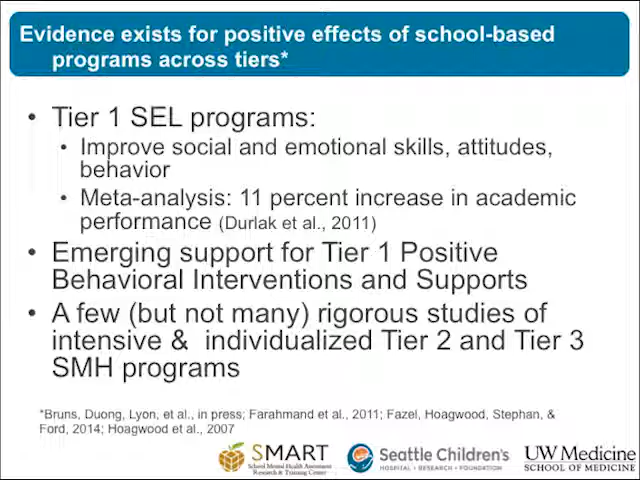 Evidence exists for positive effects of school-based
programs across tiers*
• Tier 1 SEL programs:
• Improve social and emotional skills, attitudes,
behavior
• Meta-analysis: 11 percent increase in academic
performance (Durlak et al., 2011)
• Emerging support for Tier 1 Positive
Behavioral Interventions and Supports
• A few (but not many) rigorous studies of
intensive & individualized Tier 2 and Tier 3
SMH programs
*Bruns, Duong, Lyon, et al., in press; Farahmand et al., 2011; Fazel, Hoagwood, Stephan, &
Ford, 2014; Hoagwood et al., 2007
SMART
School Mental Health Assessment
Research & Training Center
Seattle Children's
HOSPITAL • RESEARCH • FOUNDATION
UW Medicine
SCHOOL OF MEDICINE